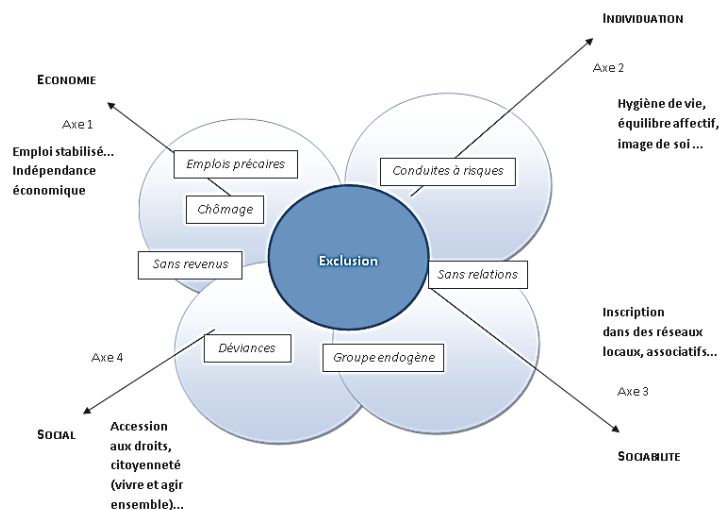 INDIVIDUATION
Axe 2
ECONOMIE
Axe 1
Hygiène de vie,
équilibre affectif,
image de soi ...
Emploi stabilisé...
Indépendance
économique
Emplois précaires
Conduites à risques
Chômage
Exclusion
Sans revenus
Sans relations
Inscription
dans des réseaux
locaux, associatifs...
Déviances
Groupe endogène
Axe 4
Axe 3
SOCIAL
Accession
aux droits,
citoyenneté
(vivre et agir
ensemble)...
SOCIABILITE